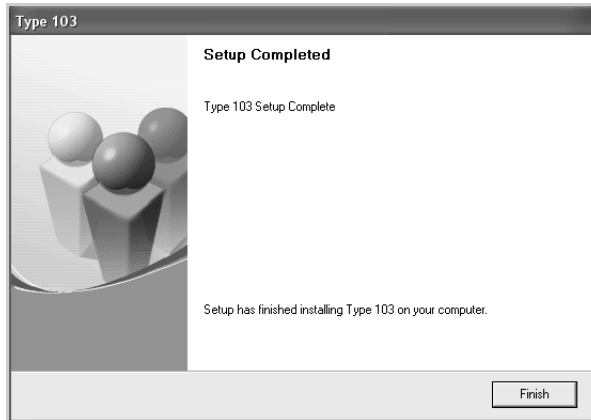 Type 103
Setup Completed
Type 103 Setup Complete
Setup has finished installing Type 103 on your computer.
Finish